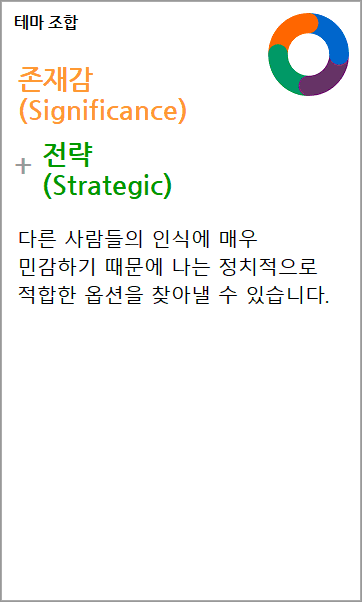 테마 조합
존재감
(Significance)
+ 전략
(Strategic)
다른 사람들의 인식에 매우
민감하기 때문에 나는 정치적으로
적합한 옵션을 찾아낼 수 있습니다.